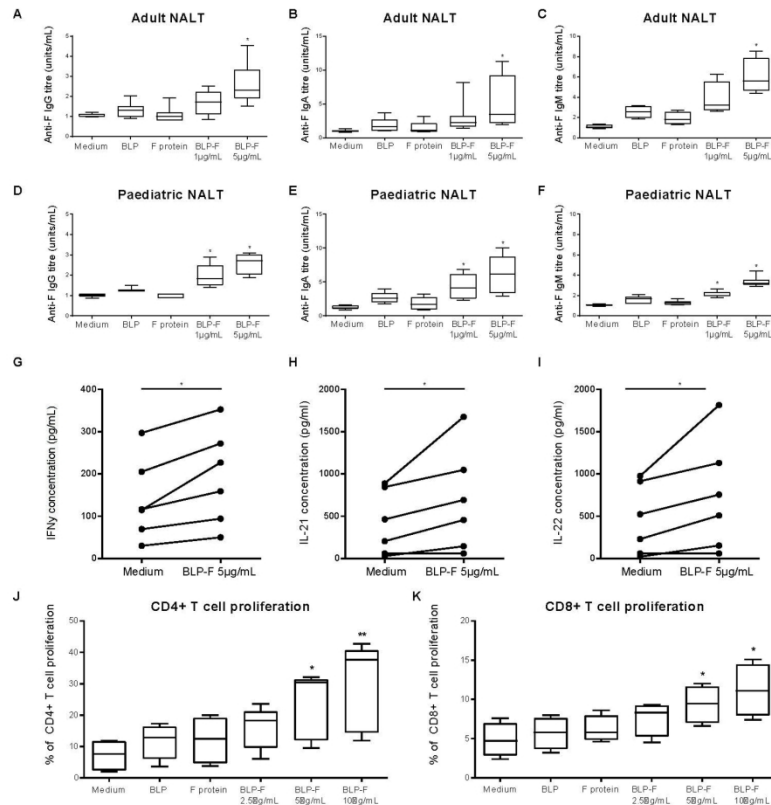 A
Adult NALT
Anti-F IgG titre (units/mL)
5
4
3
2
1
0
*
Medium
BLP
F protein
BLP-F
1µg/mL
BLP-F
5µg/mL
B
Adult NALT
Anti-F IgA titre (units/mL)
15
10
5
0
*
Medium
BLP
F protein
BLP-F
1µg/mL
BLP-F
5µg/mL
C
Adult NALT
Anti-F IgM titre (units/mL)
10
8
6
4
2
0
*
Medium
BLP
F protein
BLP-F
1µg/mL
BLP-F
5µg/mL
D
Paediatric NALT
Anti-F IgG titre (units/mL)
5
4
3
2
1
0
*
*
Medium
BLP
F protein
BLP-F
1µg/mL
BLP-F
5µg/mL
E
Paediatric NALT
Anti-F IgA titre (units/mL)
15
10
5
0
*
*
Medium
BLP
F protein
BLP-F
1µg/mL
BLP-F
5µg/mL
F
Paediatric NALT
Anti-F IgM titre (units/mL)
10
8
6
4
2
0
*
*
Medium
BLP
F protein
BLP-F
1µg/mL
BLP-F
5µg/mL
G
IFNγ concentration (pg/mL)
400
300
200
100
0
*
Medium
BLP-F 5µg/mL
H
IL-21 concentration (pg/ml)
2000
1500
1000
500
0
*
Medium
BLP-F 5µg/mL
I
IL-22 concentration (pg/ml)
2000
1500
1000
500
0
*
Medium
BLP-F 5µg/mL
J
CD4+ T cell proliferation
% of CD4+ T cell proliferation
50
40
30
20
10
0
*
**
Medium
BLP
F protein
BLP-F
BLP-F
BLP-F
K
CD8+ T cell proliferation
% of CD8+ T cell proliferation
20
15
10
5
0
*
*
Medium
BLP
F protein
BLP-F
BLP-F
BLP-F